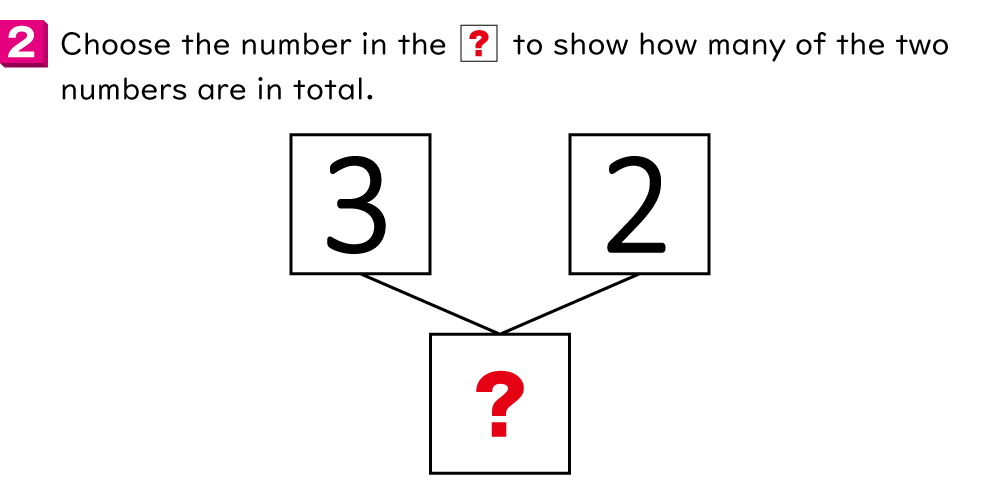 2 Choose the number in the ? to show how many of the two
numbers are in total.
3 2
?